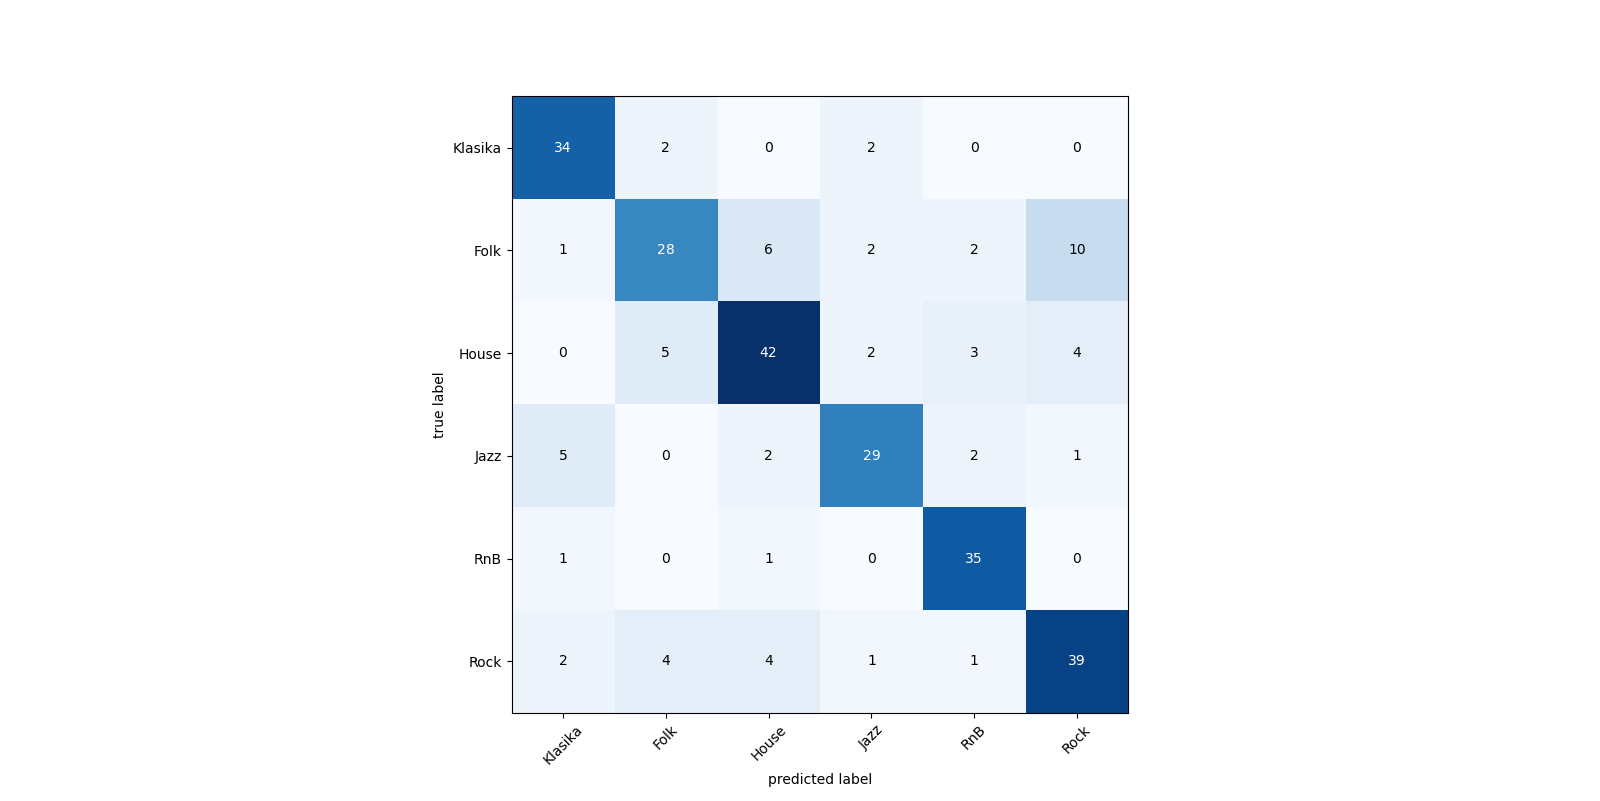 Klasika 34 2 0 2 0 0
Folk 1 28 6 2 2 10
House 0 5 42 2 3 4
true label
Jazz 5 0 2 29 2 1
RnB 1 0 1 0 35 0
Rock 2 4 4 1 1 39
Klasika Folk House Jazz RnB Rock
predicted label